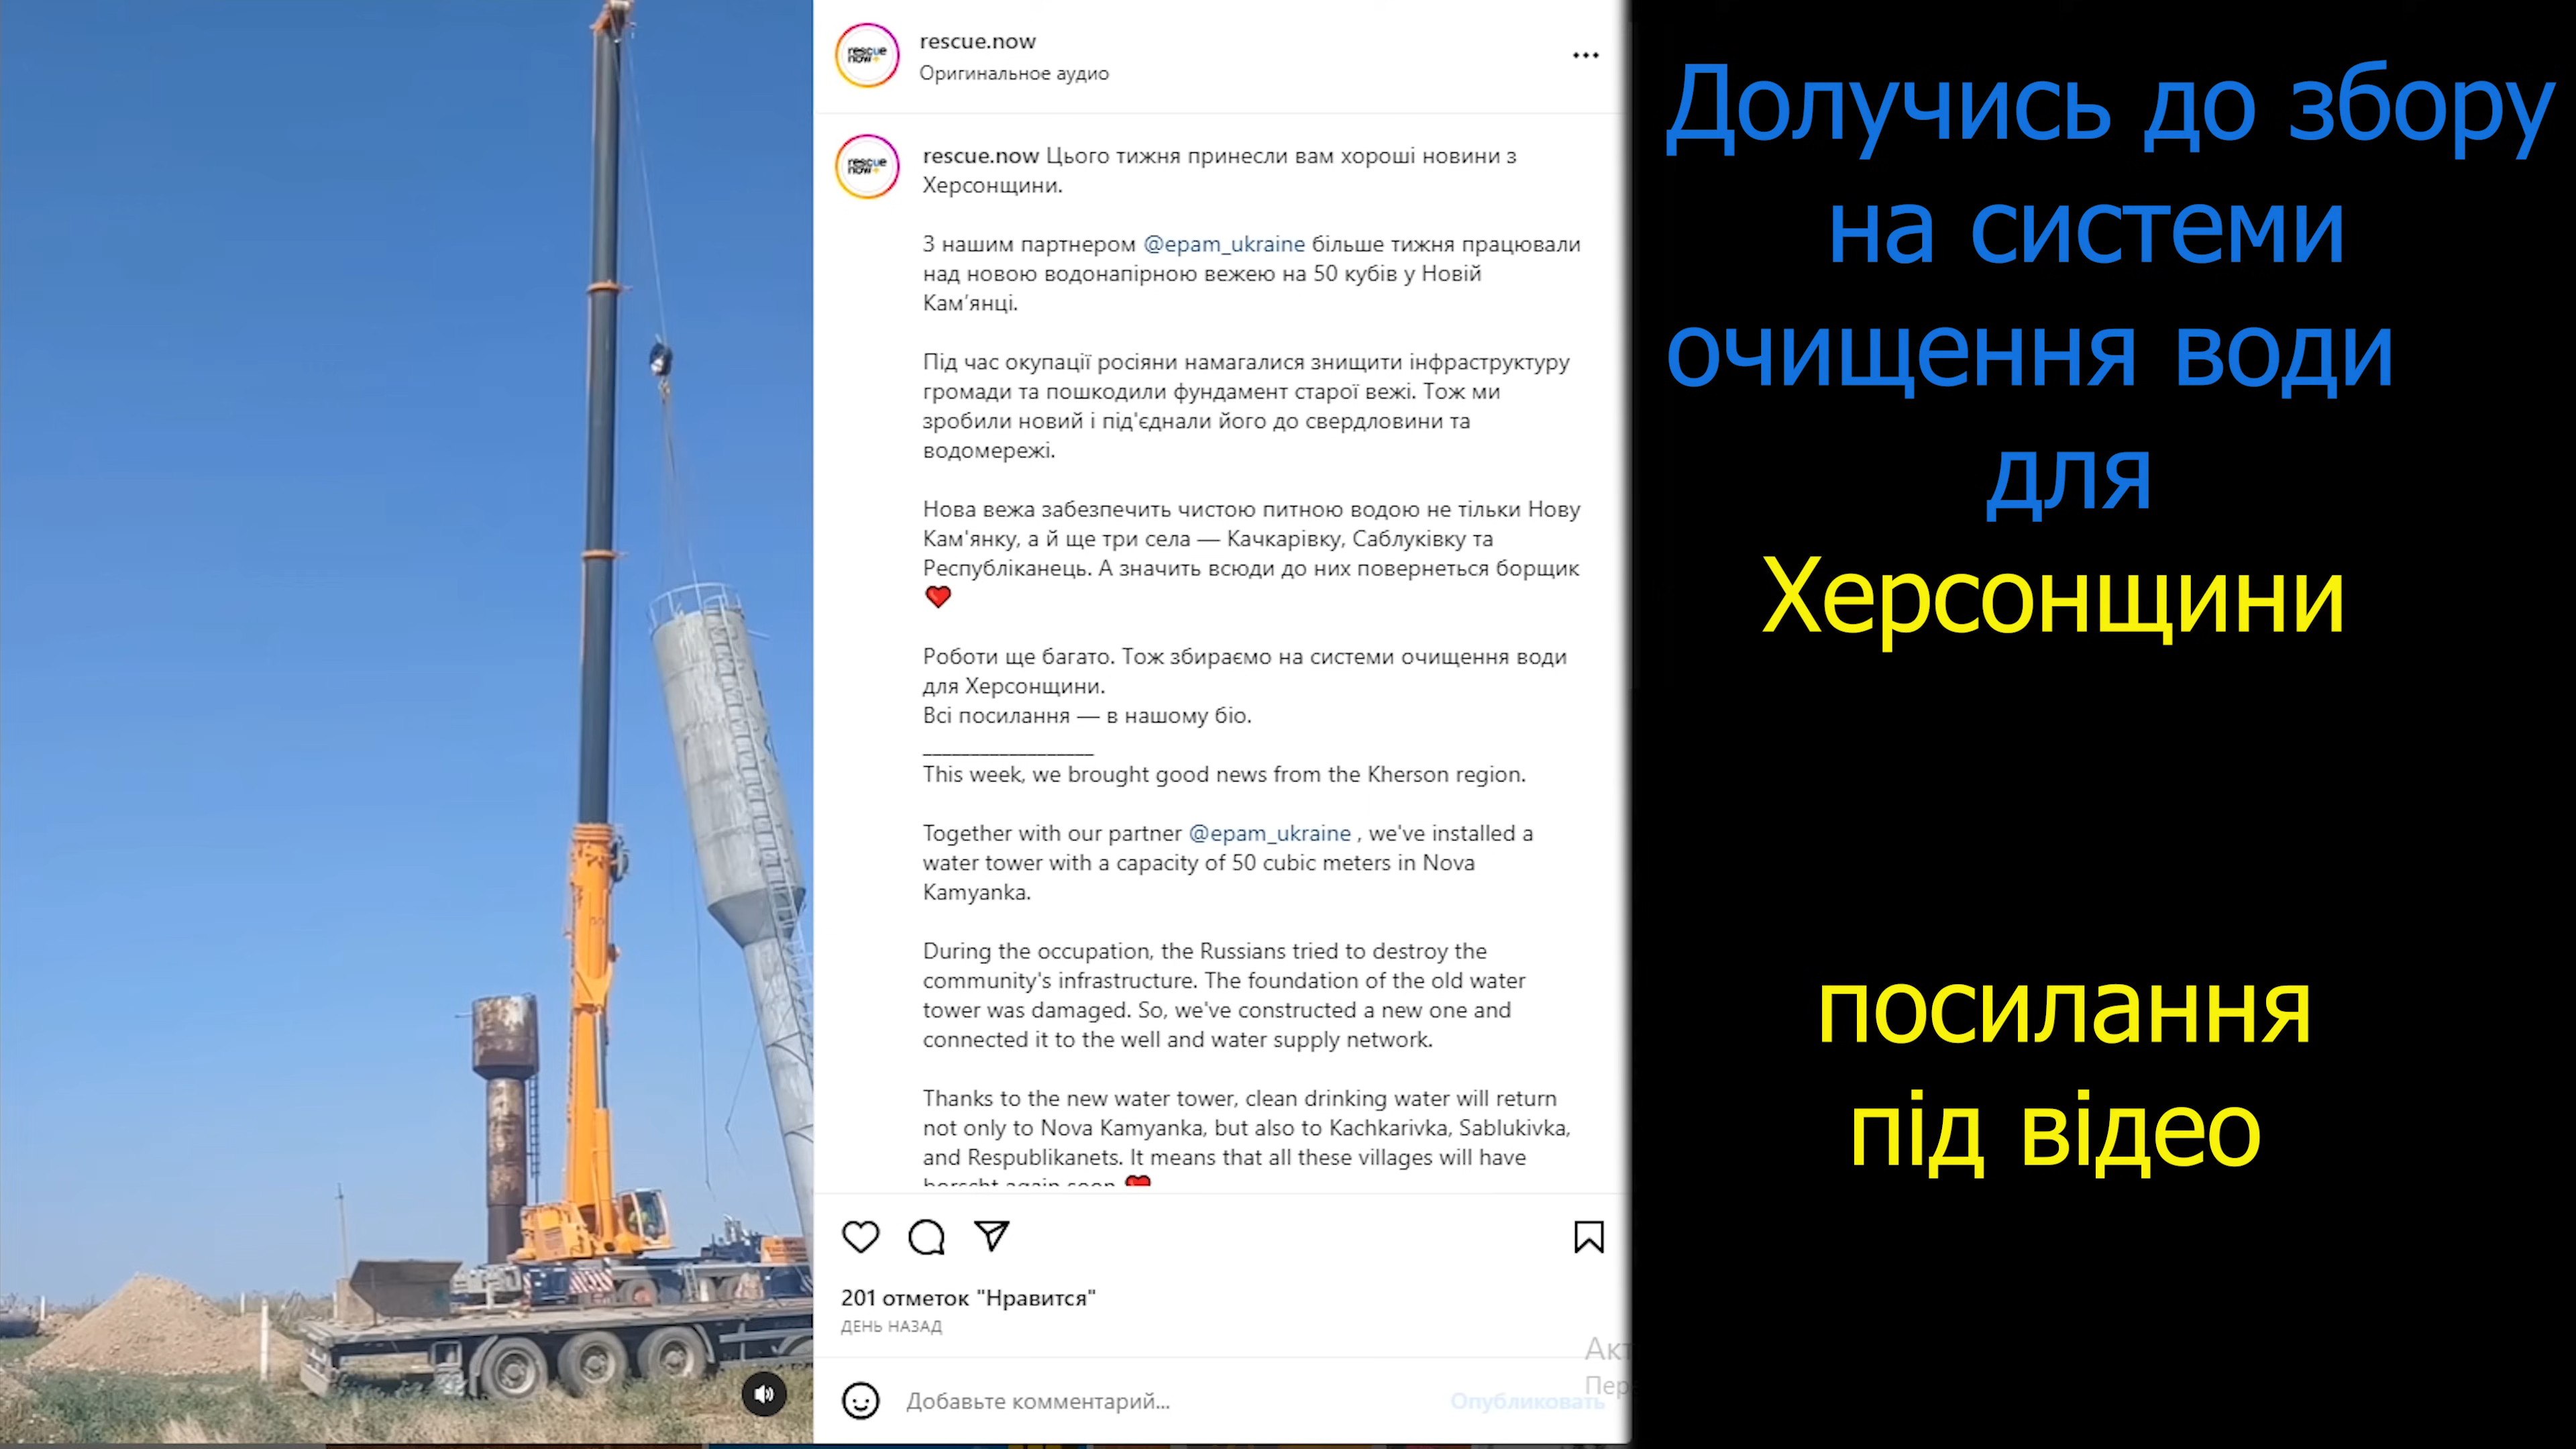 rescue.now
Оригинальное аудио
rescue
now+
rescue
now+
rescue.now Цього тижня принесли вам хороші новини з
Херсонщини.
З нашим партнером @epam_ukraine більше тижня працювали
над новою водонапірною вежею на 50 кубів у Новій
Кам’янці.
Під час окупації росіяни намагалися знищити інфраструктуру
громади та пошкодили фундамент старої вежі. Тож ми
зробили новий і під'єднали його до свердловини та
водомережі.
Нова вежа забезпечить чистою питною водою не тільки Нову
Кам'янку, а й ще три села — Качкарівку, Саблуківку та
Республіканець. А значить всюди до них повернеться борщик
❤️
Роботи ще багато. Тож збираємо на системи очищення води
для Херсонщини.
Всі посилання — в нашому біо.
__________________
This week, we brought good news from the Kherson region.
Together with our partner @epam_ukraine , we've installed a
water tower with a capacity of 50 cubic meters in Nova
Kamyanka.
During the occupation, the Russians tried to destroy the
community's infrastructure. The foundation of the old water
tower was damaged. So, we've constructed a new one and
connected it to the well and water supply network.
Thanks to the new water tower, clean drinking water will return
not only to Nova Kamyanka, but also to Kachkarivka, Sablukivka,
and Respublikanets. It means that all these villages will have
borscht again soon ❤️
201 отметок "Нравится"
ДЕНЬ НАЗАД
Добавьте комментарий...
Опубликовать
Долучись до збору
на системи
очищення води
для
Херсонщини
посилання
під відео